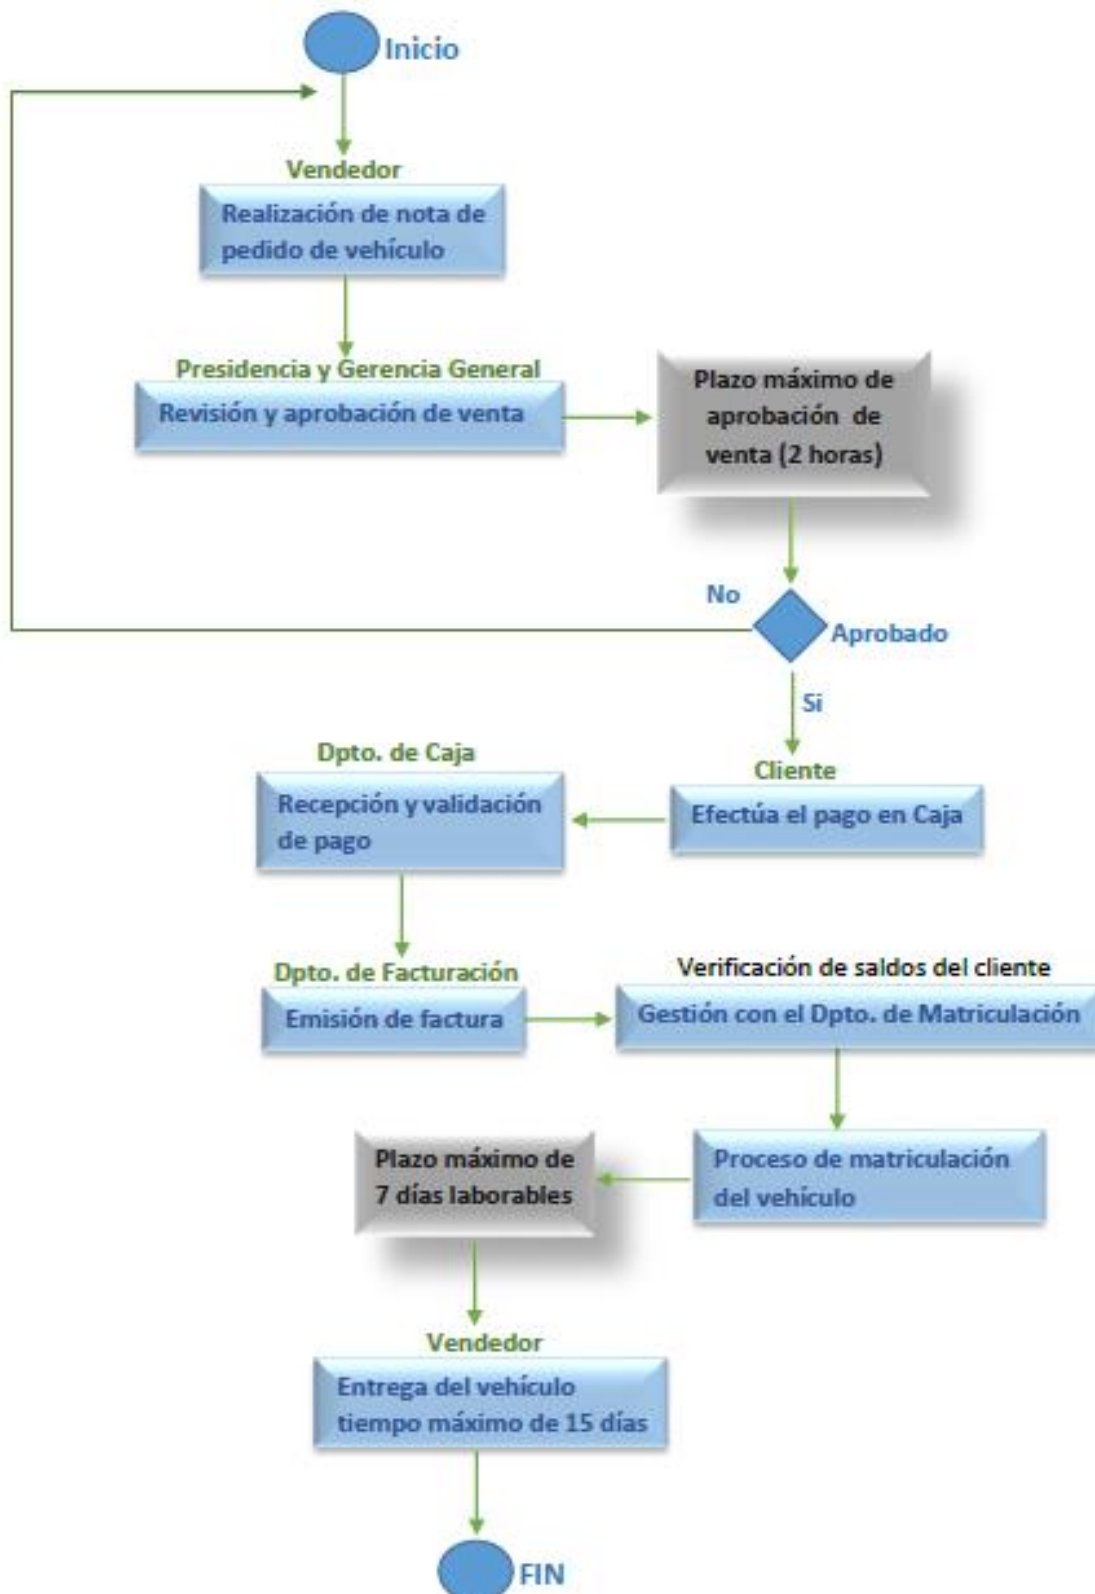 Inicio
Vendedor
Realización de nota de
pedido de vehículo
Presidencia y Gerencia General
Revisión y aprobación de venta
Plazo máximo de
aprobación de
venta (2 horas)
No
Aprobado
Si
Cliente
Efectúa el pago en Caja
Dpto. de Caja
Recepción y validación
de pago
Dpto. de Facturación
Emisión de factura
Verificación de saldos del cliente
Gestión con el Dpto. de Matriculación
Proceso de matriculación
del vehículo
Plazo máximo de
7 días laborables
Vendedor
Entrega del vehículo
tiempo máximo de 15 días
FIN